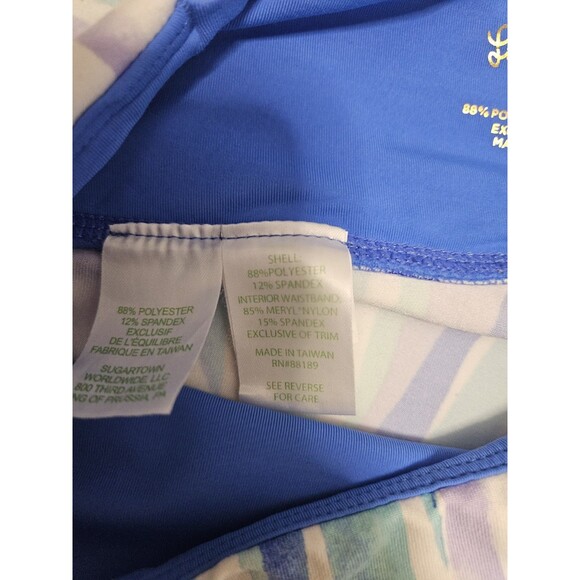 88% PO
EX
MA
88% POLYESTER
12% SPANDEX
EXCLUSIF
DE L'ÉQUILIBRE
FABRIQUE EN TAIWAN
SUGARTOWN
WORLDWIDE, LLC
800 THIRD AVENUE
NG OF PRUSSIA, PA
SHELL:
88%POLYESTER
12% SPANDEX
INTERIOR WAISTBAND:
85% MERYL®NYLON
15% SPANDEX
EXCLUSIVE OF TRIM
MADE IN TAIWAN
RN#88189
SEE REVERSE
FOR CARE